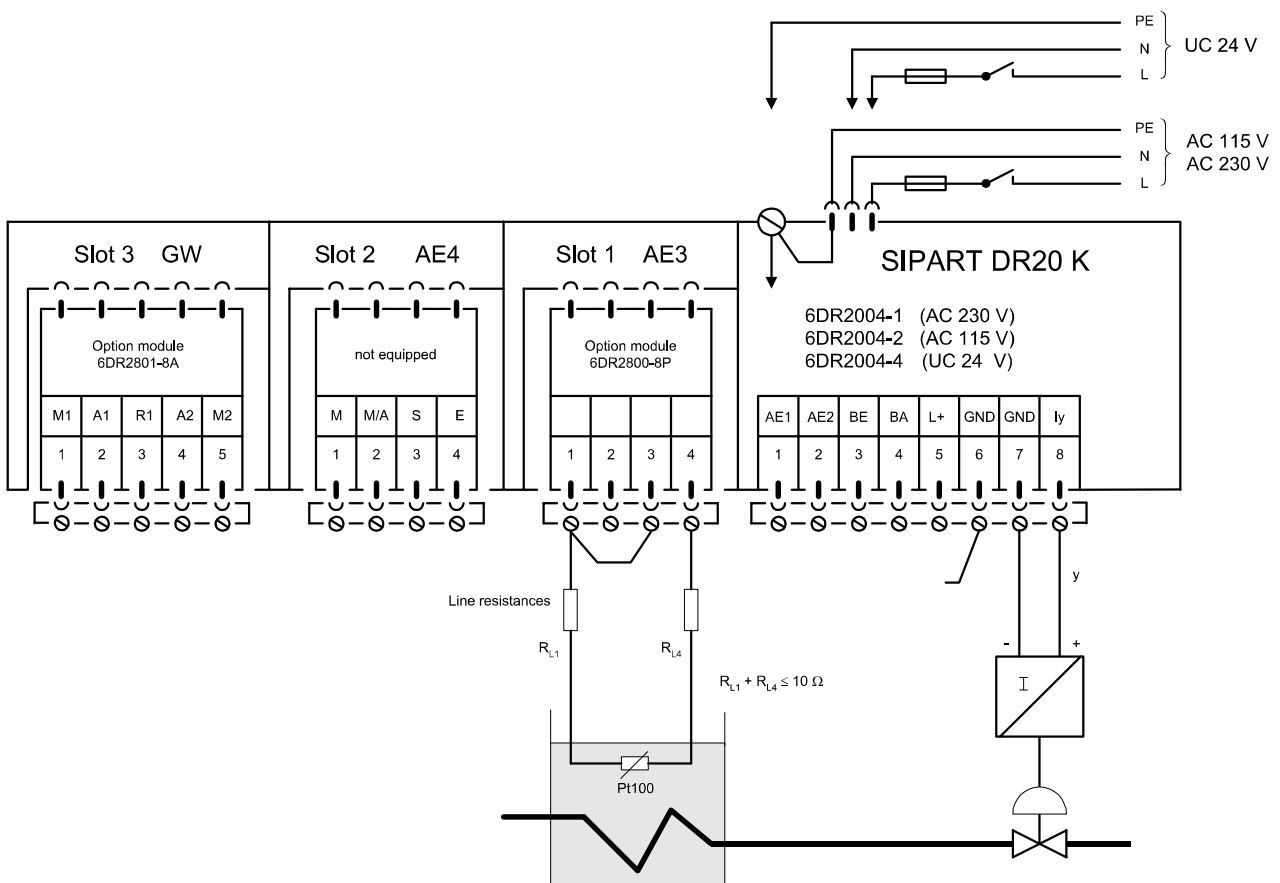 PE
N
L
UC 24 V
PE
N
L
AC 115 V
AC 230 V
Slot 3 GW
Slot 2 AE4
Slot 1 AE3
SIPART DR20 K
6DR2004-1 (AC 230 V)
6DR2004-2 (AC 115 V)
6DR2004-4 (UC 24 V)
Option module
6DR2801-8A
not equipped
Option module
6DR2800-8P
M1 A1 R1 A2 M2
1 2 3 4 5
M M/A S E
1 2 3 4
1 2 3 4
AE1 AE2 BE BA L+ GND GND Iy
1 2 3 4 5 6 7 8
Line resistances
RL1
RL4
RL1 + RL4 ≤ 10 Ω
y
- +
I
Pt100